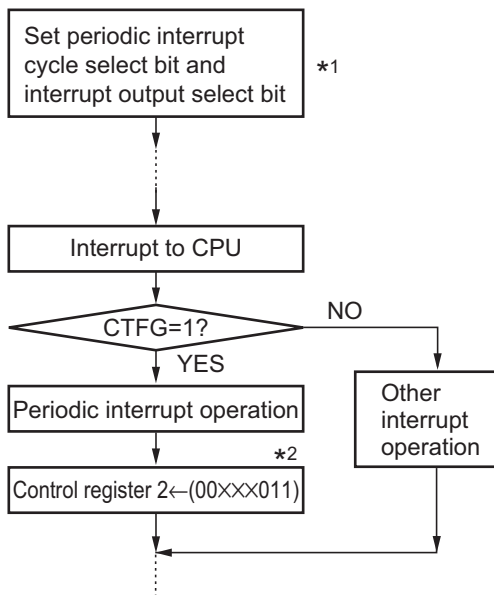 Set periodic interrupt
cycle select bit and
interrupt output select bit
*1
Interrupt to CPU
CTFG=1?
NO
YES
Periodic interrupt operation
Other
interrupt
operation
*2
Control register 2←(00×××011)